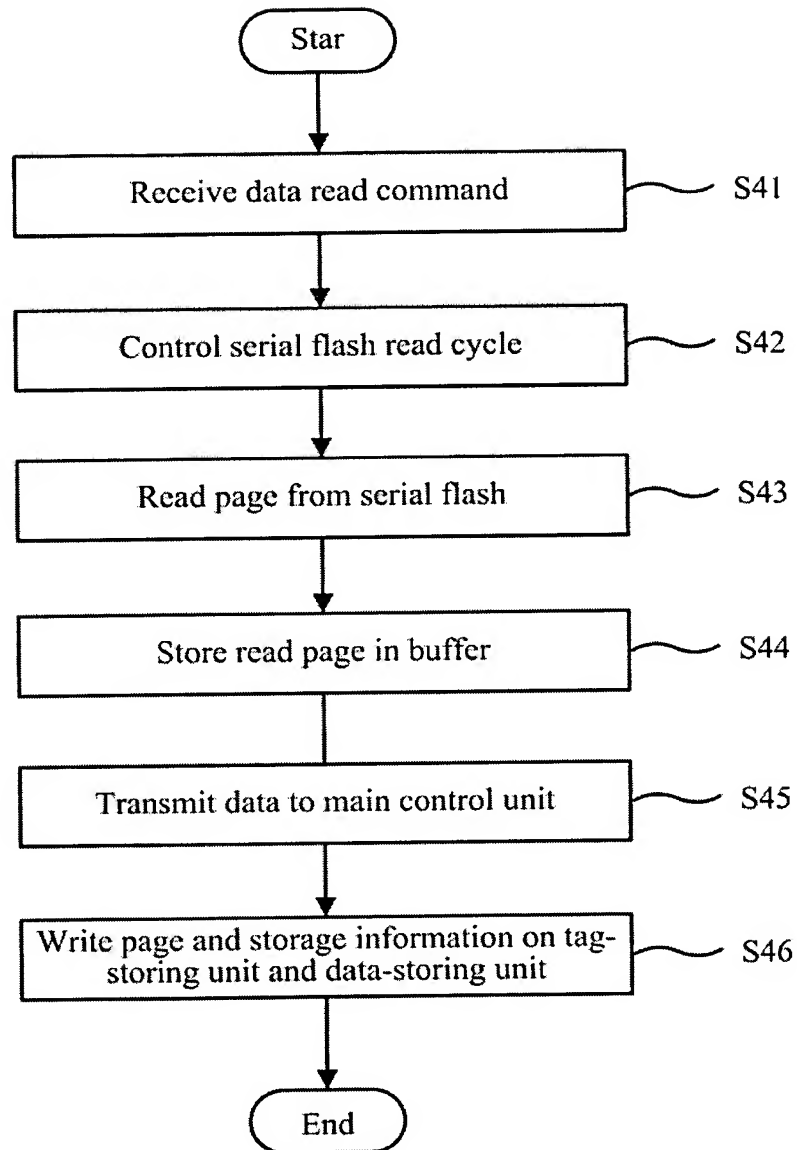 Star
Receive data read command
S41
Control serial flash read cycle
S42
Read page from serial flash
S43
Store read page in buffer
S44
Transmit data to main control unit
S45
Write page and storage information on tag-
storing unit and data-storing unit
S46
End